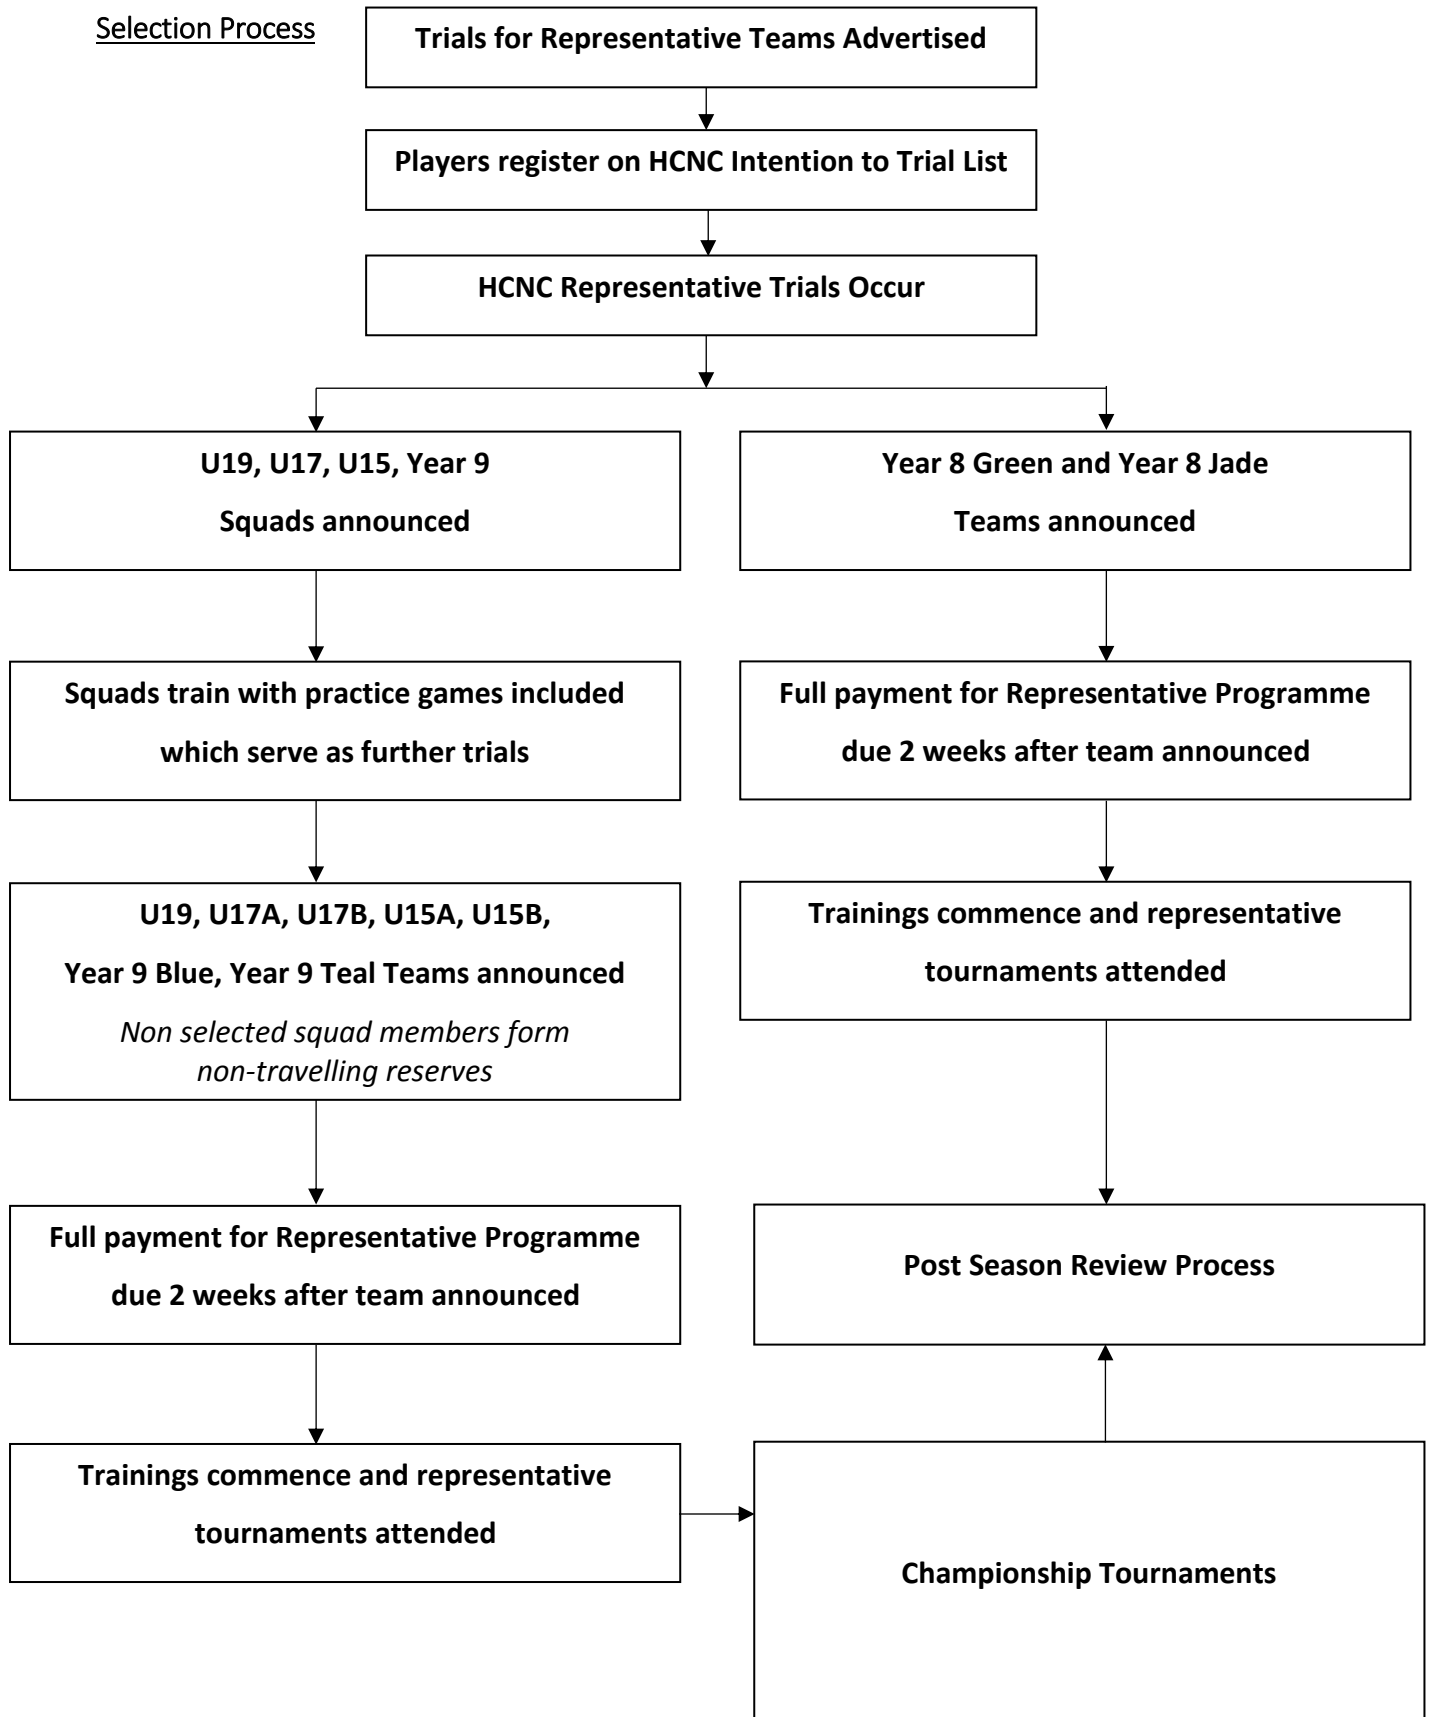 Selection Process
Trials for Representative Teams Advertised
Players register on HCNC Intention to Trial List
HCNC Representative Trials Occur
U19, U17, U15, Year 9
Squads announced
Squads train with practice games included
which serve as further trials
U19, U17A, U17B, U15A, U15B,
Year 9 Blue, Year 9 Teal Teams announced
Non selected squad members form
non-travelling reserves
Full payment for Representative Programme
due 2 weeks after team announced
Trainings commence and representative
tournaments attended
Year 8 Green and Year 8 Jade
Teams announced
Full payment for Representative Programme
due 2 weeks after team announced
Trainings commence and representative
tournaments attended
Post Season Review Process
Championship Tournaments